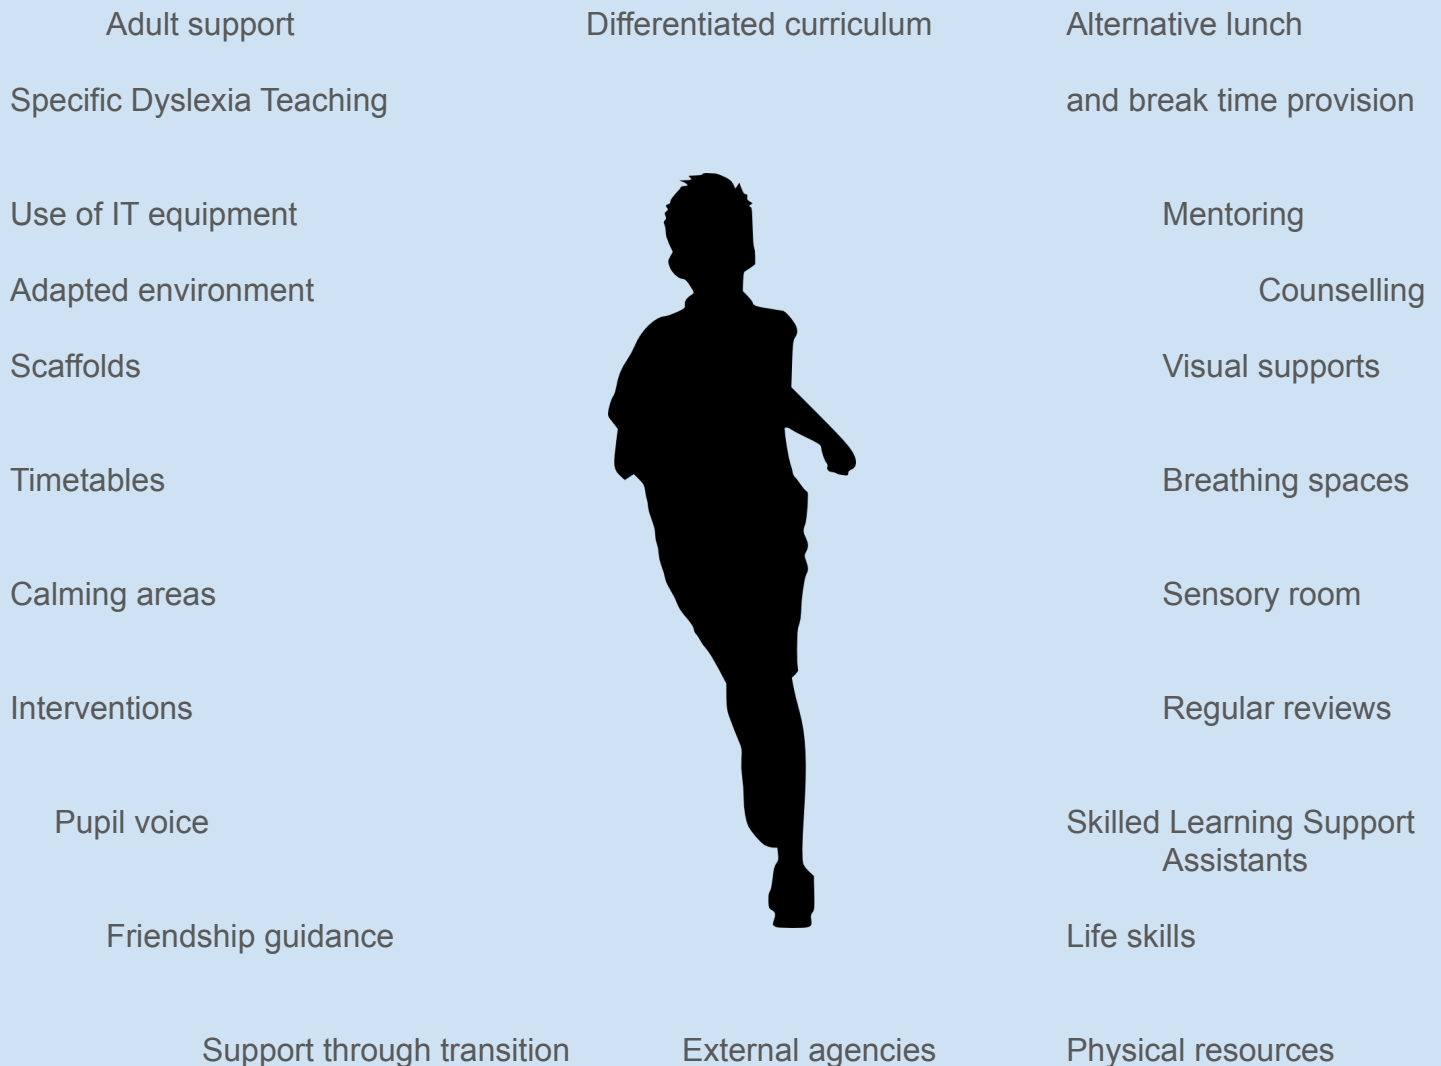 Adult support Differentiated curriculum Alternative lunch
Specific Dyslexia Teaching and break time provision
Use of IT equipment Mentoring
Adapted environment Counselling
Scaffolds Visual supports
Timetables Breathing spaces
Calming areas Sensory room
Interventions Regular reviews
Pupil voice Skilled Learning Support
Assistants
Friendship guidance Life skills
Support through transition External agencies Physical resources